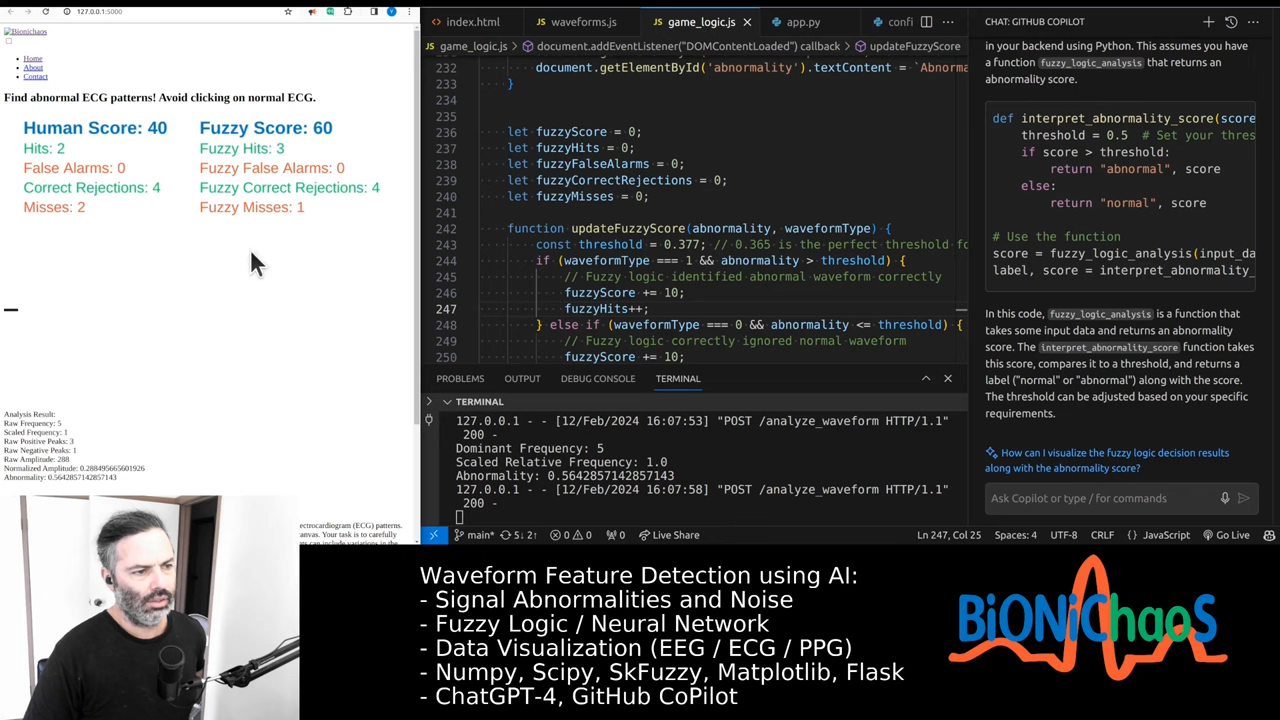 127.0.0.1:5000
Bionichaos
Home
About
Contact
Find abnormal ECG patterns! Avoid clicking on normal ECG.
Human Score: 40
Hits: 2
False Alarms: 0
Correct Rejections: 4
Misses: 2
Fuzzy Score: 60
Fuzzy Hits: 3
Fuzzy False Alarms: 0
Fuzzy Correct Rejections: 4
Fuzzy Misses: 1
Analysis Result:
Raw Frequency: 5
Scaled Frequency: 1
Raw Positive Peaks: 3
Raw Negative Peaks: 1
Raw Amplitude: 288
Normalized Amplitude: 0.288495665601926
Abnormality: 0.5642857142857143
ectrocardiogram (ECG) patterns.
anvas. Your task is to carefully
index.html
waveforms.js
game_logic.js
app.py
confi
game_logic.js > document.addEventListener("DOMContentLoaded") callback > updateFuzzyScore
232 document.getElementById('abnormality').textContent = `Abnorma
233 }
234
235
236 let fuzzyScore = 0;
237 let fuzzyHits = 0;
238 let fuzzyFalseAlarms = 0;
239 let fuzzyCorrectRejections = 0;
240 let fuzzyMisses = 0;
241
242 function updateFuzzyScore(abnormality, waveformType) {
243 const threshold = 0.377; // 0.365 is the perfect threshold fo
244 if (waveformType === 1 && abnormality > threshold) {
245 // Fuzzy logic identified abnormal waveform correctly
246 fuzzyScore += 10;
247 fuzzyHits++;
248 } else if (waveformType === 0 && abnormality <= threshold) {
249 // Fuzzy logic correctly ignored normal waveform
250 fuzzyScore += 10;
PROBLEMS OUTPUT DEBUG CONSOLE TERMINAL
TERMINAL
127.0.0.1 - - [12/Feb/2024 16:07:53] "POST /analyze_waveform HTTP/1.1"
200 -
Dominant Frequency: 5
Scaled Relative Frequency: 1.0
Abnormality: 0.5642857142857143
127.0.0.1 - - [12/Feb/2024 16:07:58] "POST /analyze_waveform HTTP/1.1"
200 -
CHAT: GITHUB COPILOT
in your backend using Python. This assumes you have
a function fuzzy_logic_analysis that returns an
abnormality score.
def interpret_abnormality_score(score
threshold = 0.5 # Set your thres
if score > threshold:
return "abnormal", score
else:
return "normal", score
# Use the function
score = fuzzy_logic_analysis(input_da
label, score = interpret_abnormality_
In this code, fuzzy_logic_analysis is a function that
takes some input data and returns an abnormality
score. The interpret_abnormality_score function takes
this score, compares it to a threshold, and returns a
label ("normal" or "abnormal") along with the score.
The threshold can be adjusted based on your specific
requirements.
How can I visualize the fuzzy logic decision results
along with the abnormality score?
Ask Copilot or type / for commands
main* 5↓ 2↑ 0 0 0 Live Share
Ln 247, Col 25 Spaces: 4 UTF-8 CRLF JavaScript Go Live
Waveform Feature Detection using AI:
- Signal Abnormalities and Noise
- Fuzzy Logic / Neural Network
- Data Visualization (EEG / ECG / PPG)
- Numpy, Scipy, SkFuzzy, Matplotlib, Flask
- ChatGPT-4, GitHub CoPilot
BiONiChaoS